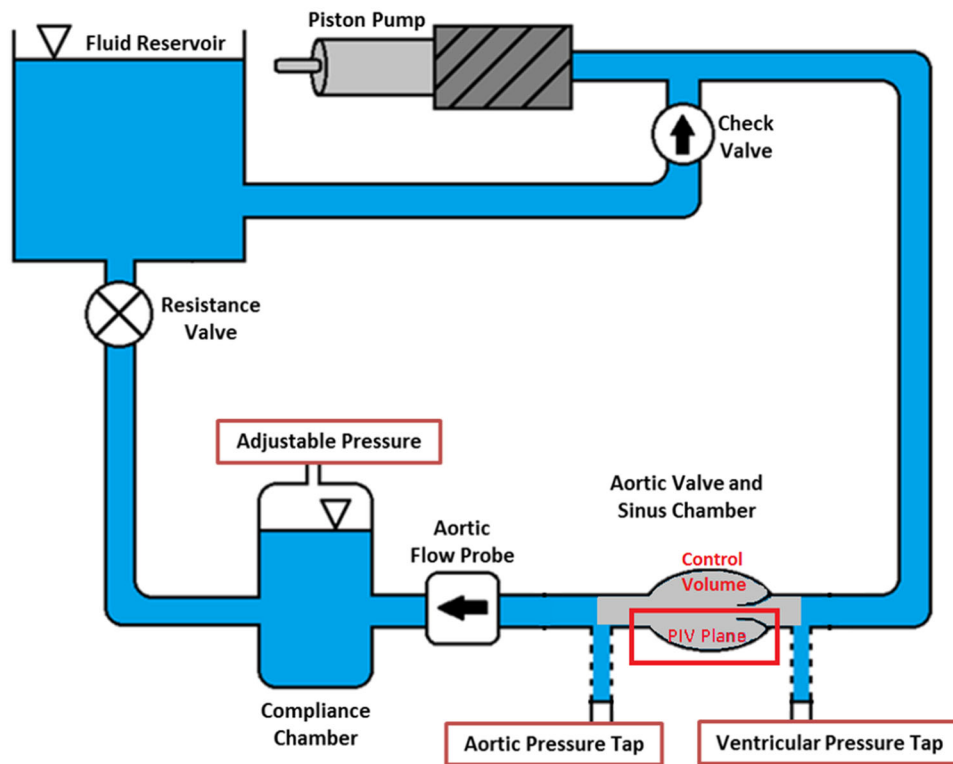 Piston Pump
Fluid Reservoir
Check
Valve
Resistance
Valve
Adjustable Pressure
Aortic Valve and
Sinus Chamber
Aortic
Flow Probe
Control
Volume
PIV Plane
Compliance
Chamber
Aortic Pressure Tap
Ventricular Pressure Tap